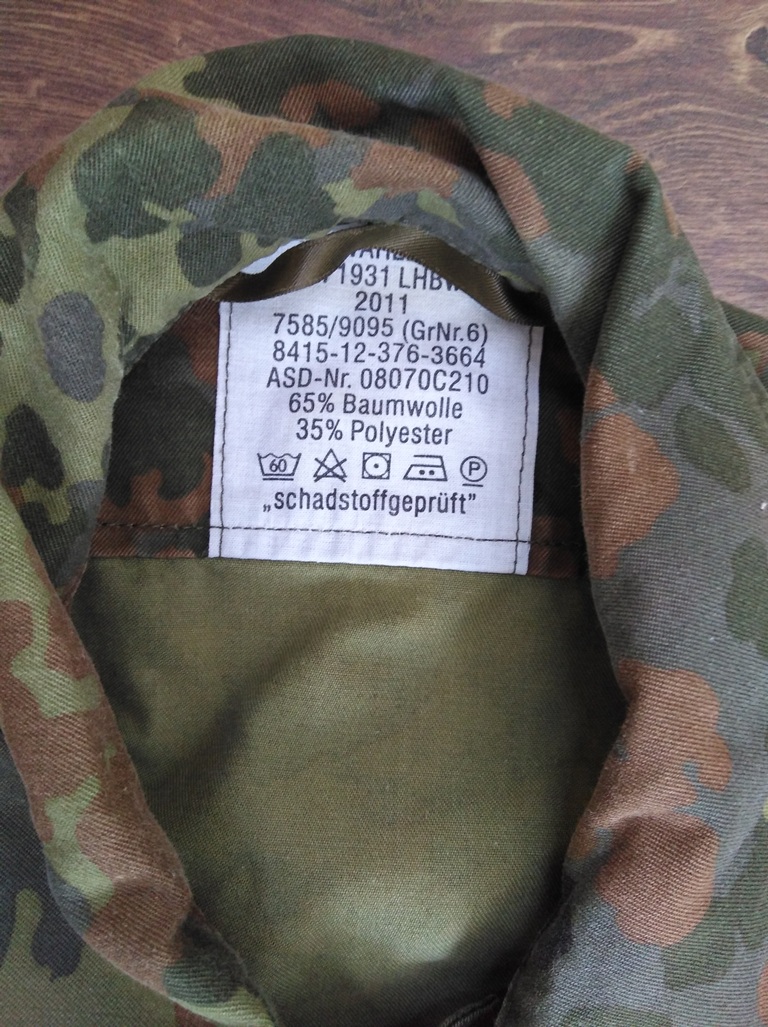 1931 LHBW
2011
7585/9095 (GrNr.6)
8415-12-376-3664
ASD-Nr. 08070C210
65% Baumwolle
35% Polyester
60 P
„schadstoffgeprüft”